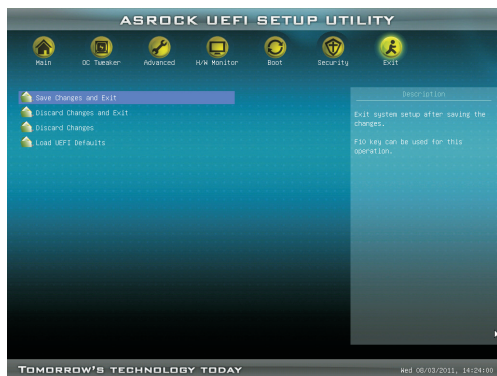 ASROCK UEFI SETUP UTILITY
Main OC Tweaker Advanced H/W Monitor Boot Security Exit
Save Changes and Exit
Discard Changes and Exit
Discard Changes
Load UEFI Defaults
Description
Exit system setup after saving the
changes.
F10 key can be used for this
operation.
TOMORROW'S TECHNOLOGY TODAY
Wed 08/03/2011, 14:24:00